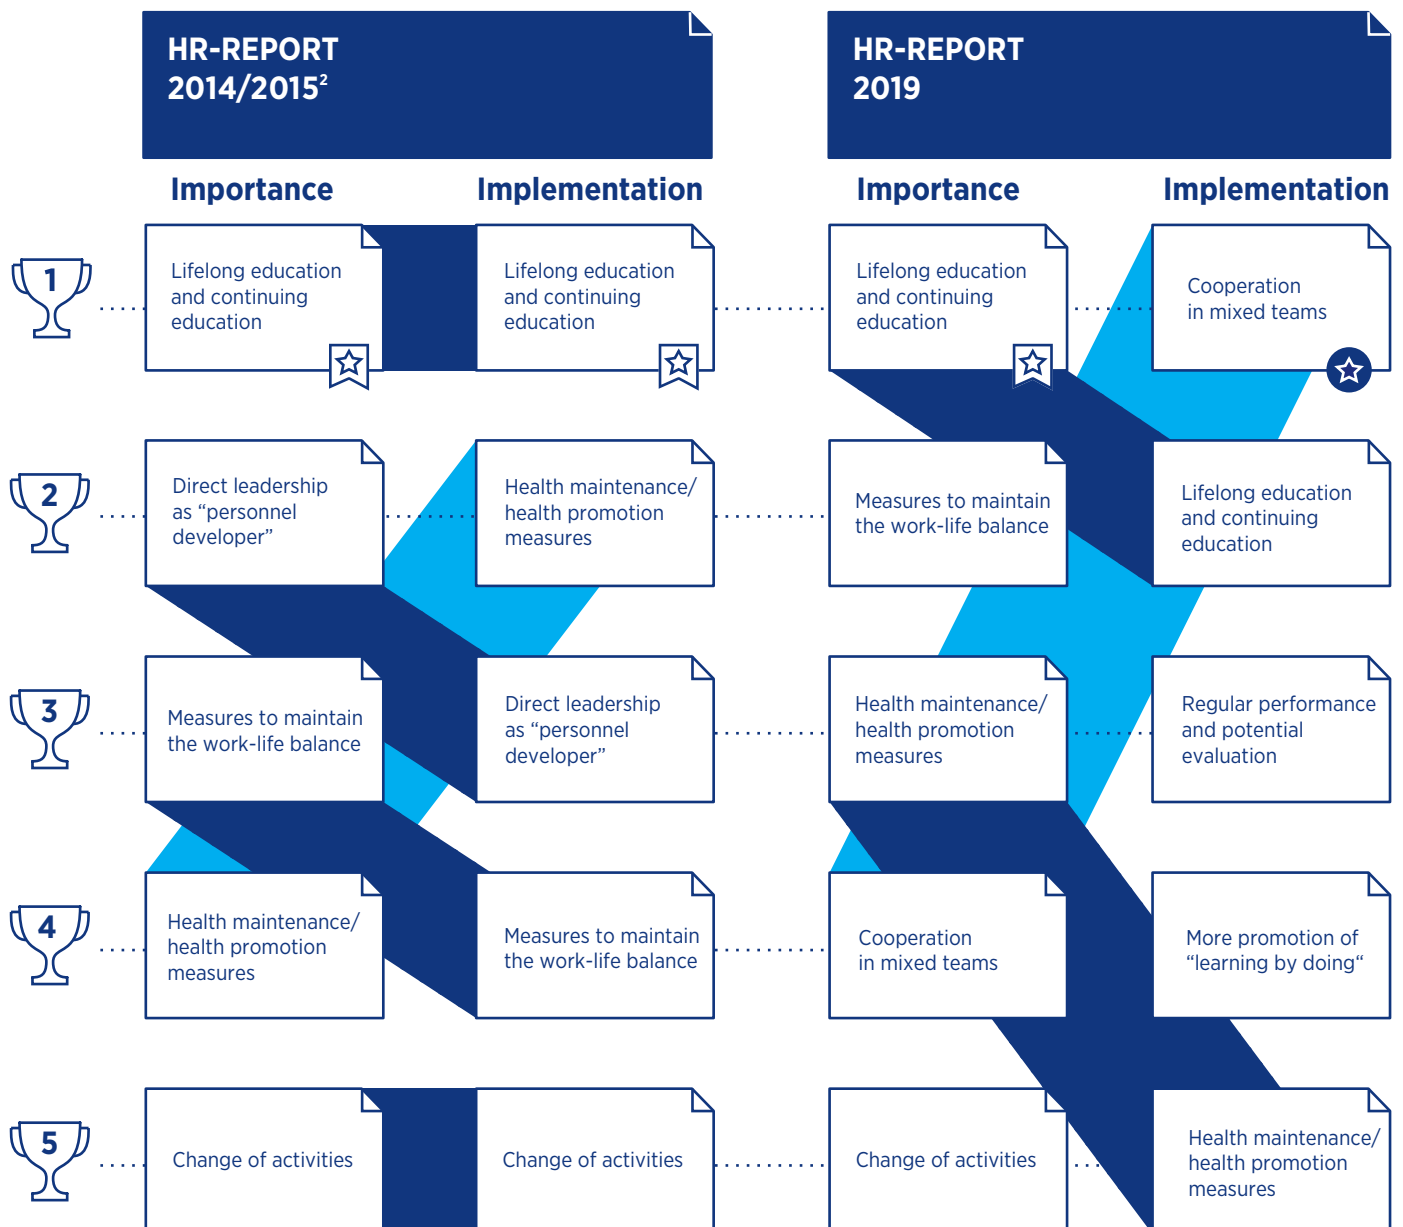 HR-REPORT
2014/2015²
HR-REPORT
2019
Importance
Implementation
Importance
Implementation
1
Lifelong education
and continuing
education
Lifelong education
and continuing
education
Lifelong education
and continuing
education
Cooperation
in mixed teams
2
Direct leadership
as “personnel
developer”
Health maintenance/
health promotion
measures
Measures to maintain
the work-life balance
Lifelong education
and continuing
education
3
Measures to maintain
the work-life balance
Direct leadership
as “personnel
developer”
Health maintenance/
health promotion
measures
Regular performance
and potential
evaluation
4
Health maintenance/
health promotion
measures
Measures to maintain
the work-life balance
Cooperation
in mixed teams
More promotion of
“learning by doing“
5
Change of activities
Change of activities
Change of activities
Health maintenance/
health promotion
measures